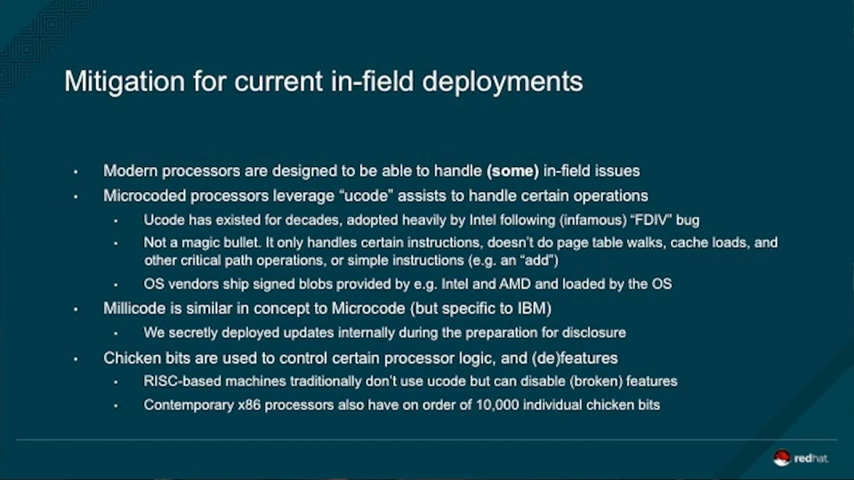 Mitigation for current in-field deployments
• Modern processors are designed to be able to handle (some) in-field issues
• Microcoded processors leverage “ucode” assists to handle certain operations
• Ucode has existed for decades, adopted heavily by Intel following (infamous) “FDIV” bug
• Not a magic bullet. It only handles certain instructions, doesn’t do page table walks, cache loads, and
other critical path operations, or simple instructions (e.g. an “add”)
• OS vendors ship signed blobs provided by e.g. Intel and AMD and loaded by the OS
• Millicode is similar in concept to Microcode (but specific to IBM)
• We secretly deployed updates internally during the preparation for disclosure
• Chicken bits are used to control certain processor logic, and (de)features
• RISC-based machines traditionally don’t use ucode but can disable (broken) features
• Contemporary x86 processors also have on order of 10,000 individual chicken bits
redhat.